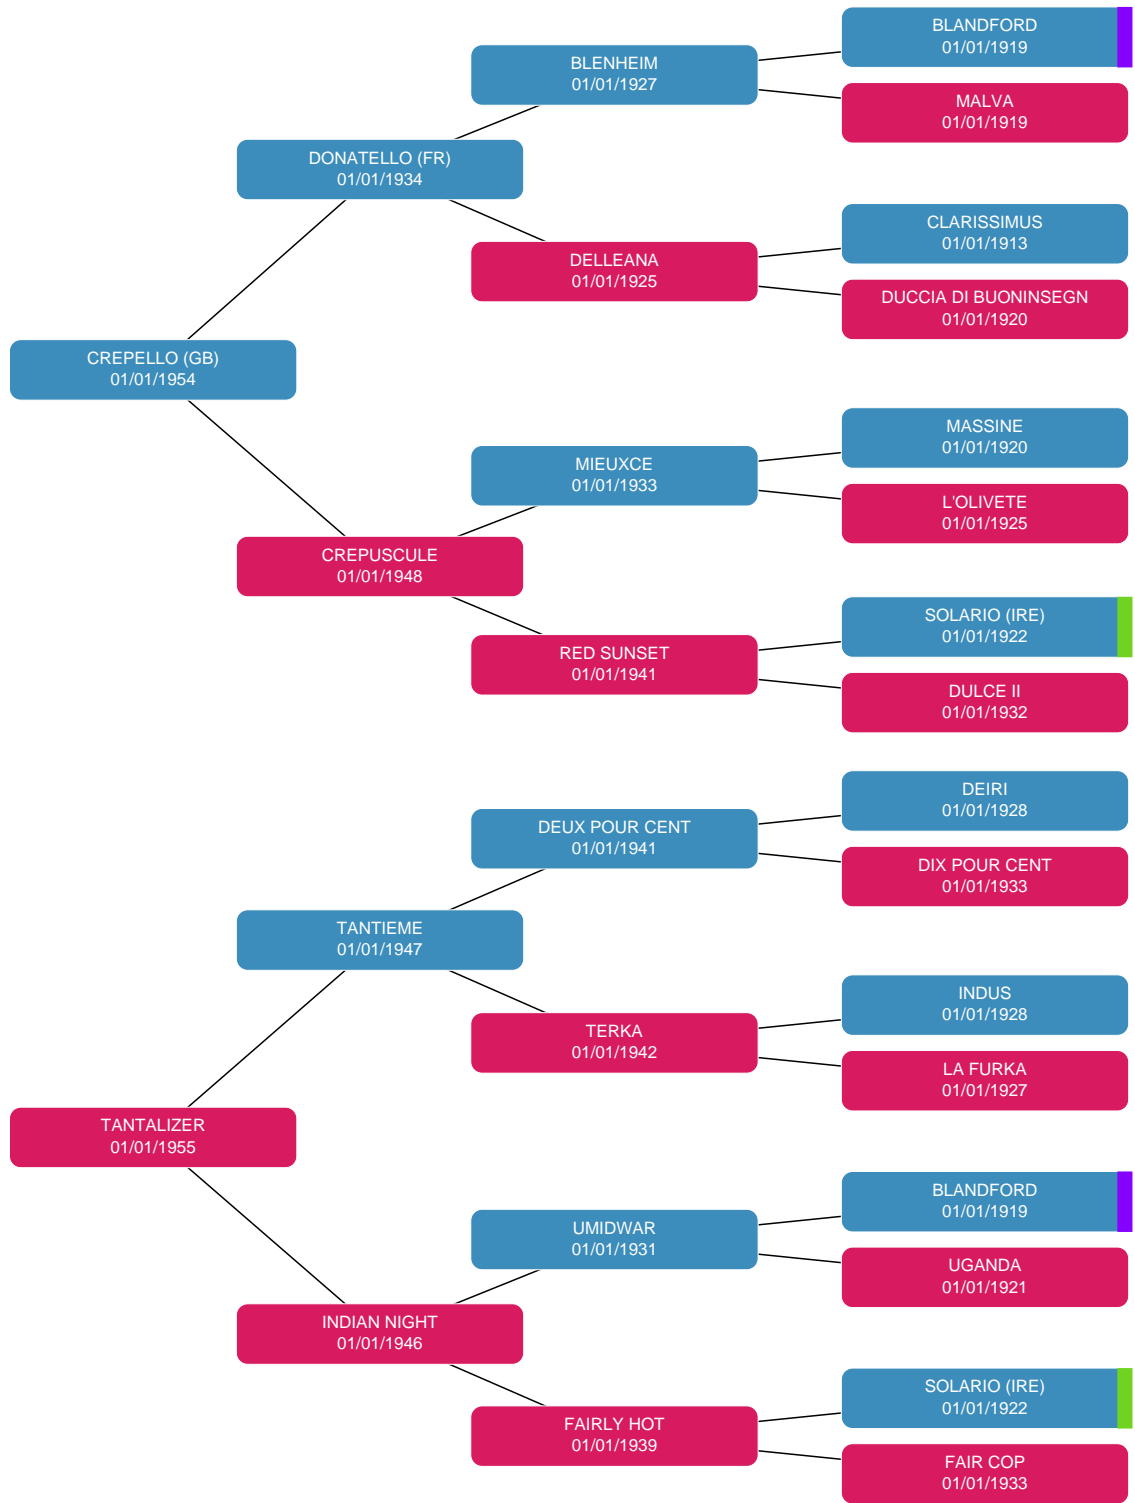 BLANDFORD
01/01/1919
BLENHEIM
01/01/1927
MALVA
01/01/1919
DONATELLO (FR)
01/01/1934
CLARISSIMUS
01/01/1913
DELLEANA
01/01/1925
DUCCIA DI BUONINSEGN
01/01/1920
CREPELLO (GB)
01/01/1954
MASSINE
01/01/1920
MIEUXCE
01/01/1933
L'OLIVETE
01/01/1925
CREPUSCULE
01/01/1948
SOLARIO (IRE)
01/01/1922
RED SUNSET
01/01/1941
DULCE II
01/01/1932
DEIRI
01/01/1928
DEUX POUR CENT
01/01/1941
DIX POUR CENT
01/01/1933
TANTIEME
01/01/1947
INDUS
01/01/1928
TERKA
01/01/1942
LA FURKA
01/01/1927
TANTALIZER
01/01/1955
BLANDFORD
01/01/1919
UMIDWAR
01/01/1931
UGANDA
01/01/1921
INDIAN NIGHT
01/01/1946
SOLARIO (IRE)
01/01/1922
FAIRLY HOT
01/01/1939
FAIR COP
01/01/1933